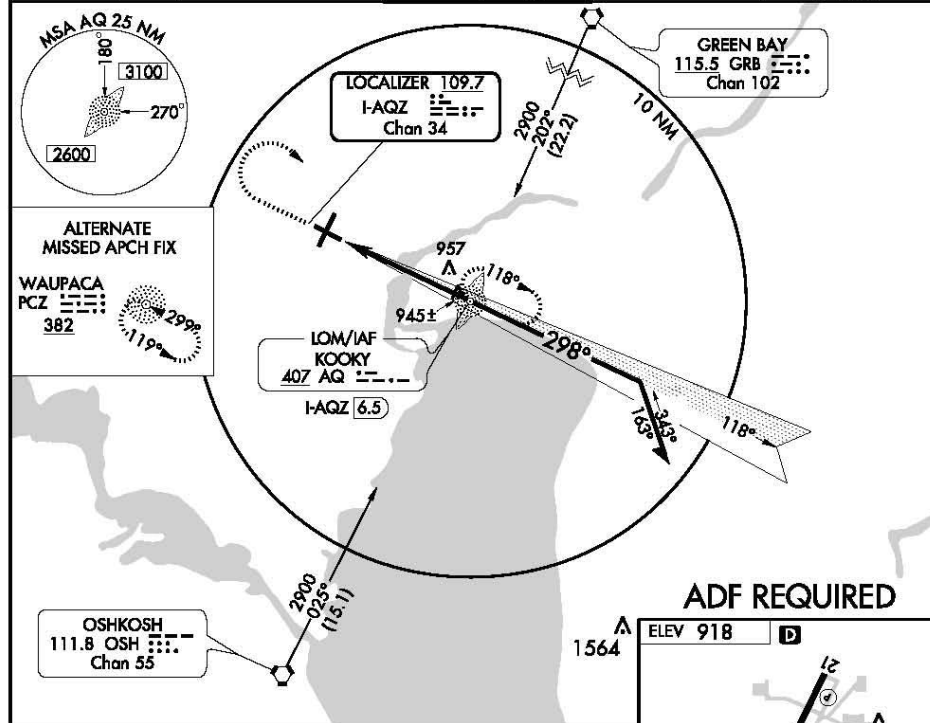 MSA AQ 25 NM
180°
3100
270°
2600
LOCALIZER 109.7
I-AQZ
Chan 34
GREEN BAY
115.5 GRB
Chan 102
10 NM
2900
202°
(22.2)
ALTERNATE
MISSED APCH FIX
WAUPACA
PCZ
382
299°
119°
957
118°
945±
LOM/IAF
KOOKY
407 AQ
I-AQZ 6.5
298°
343°
163°
118°
2900
025°
(15.1)
OSHKOSH
111.8 OSH
Chan 55
ADF REQUIRED
1564
ELEV 918 D
21
P